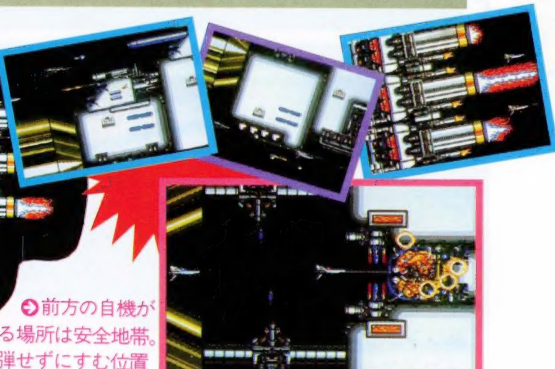 ➲前方の自機が
る場所は安全地帯。
弾せずにすむ位置